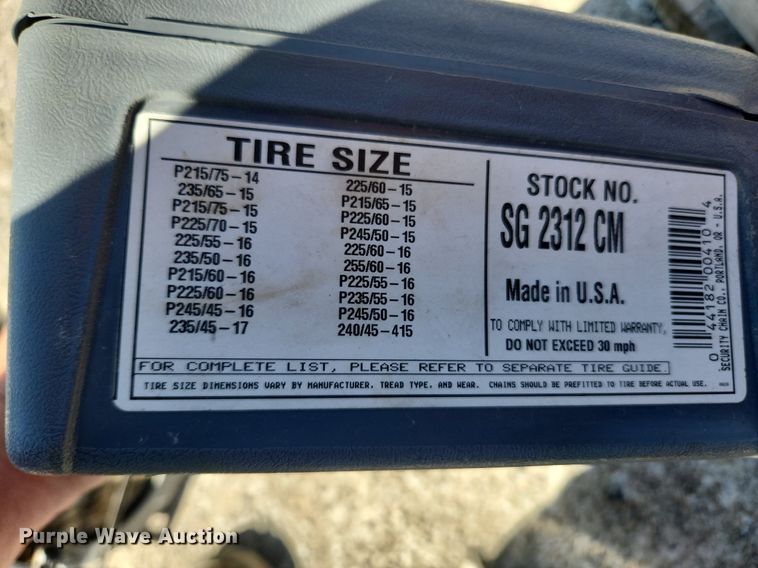 TIRE SIZE
P215/75-14
235/65-15
P215/75-15
P225/70-15
225/55-16
235/50-16
P215/60-16
P225/60-16
P245/45-16
235/45-17
225/60-15
P215/65-15
P225/60-15
P245/50-15
225/60-16
255/60-16
P225/55-16
P235/55-16
P245/50-16
240/45-415
STOCK NO.
SG 2312 CM
Made in U.S.A.
TO COMPLY WITH LIMITED WARRANTY,
DO NOT EXCEED 30 mph
0 44182 00410 4
SECURITY CHAIN CO., PORTLAND, OR - U.S.A.
FOR COMPLETE LIST, PLEASE REFER TO SEPARATE TIRE GUIDE.
TIRE SIZE DIMENSIONS VARY BY MANUFACTURER, TREAD TYPE, AND WEAR. CHAINS SHOULD BE PREFITTED TO TIRE BEFORE ACTUAL USE.
Purple Wave Auction